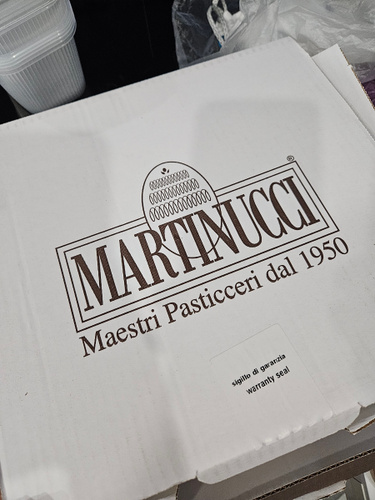 MARTINUCCI®
Maestri Pasticceri dal 1950
sigillo di garanzia
warranty seal